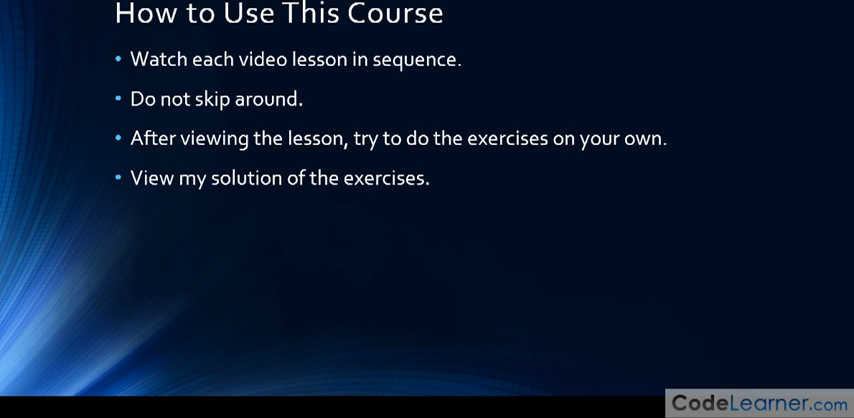 How to Use This Course
• Watch each video lesson in sequence.
• Do not skip around.
• After viewing the lesson, try to do the exercises on your own.
• View my solution of the exercises.
CodeLearner.com